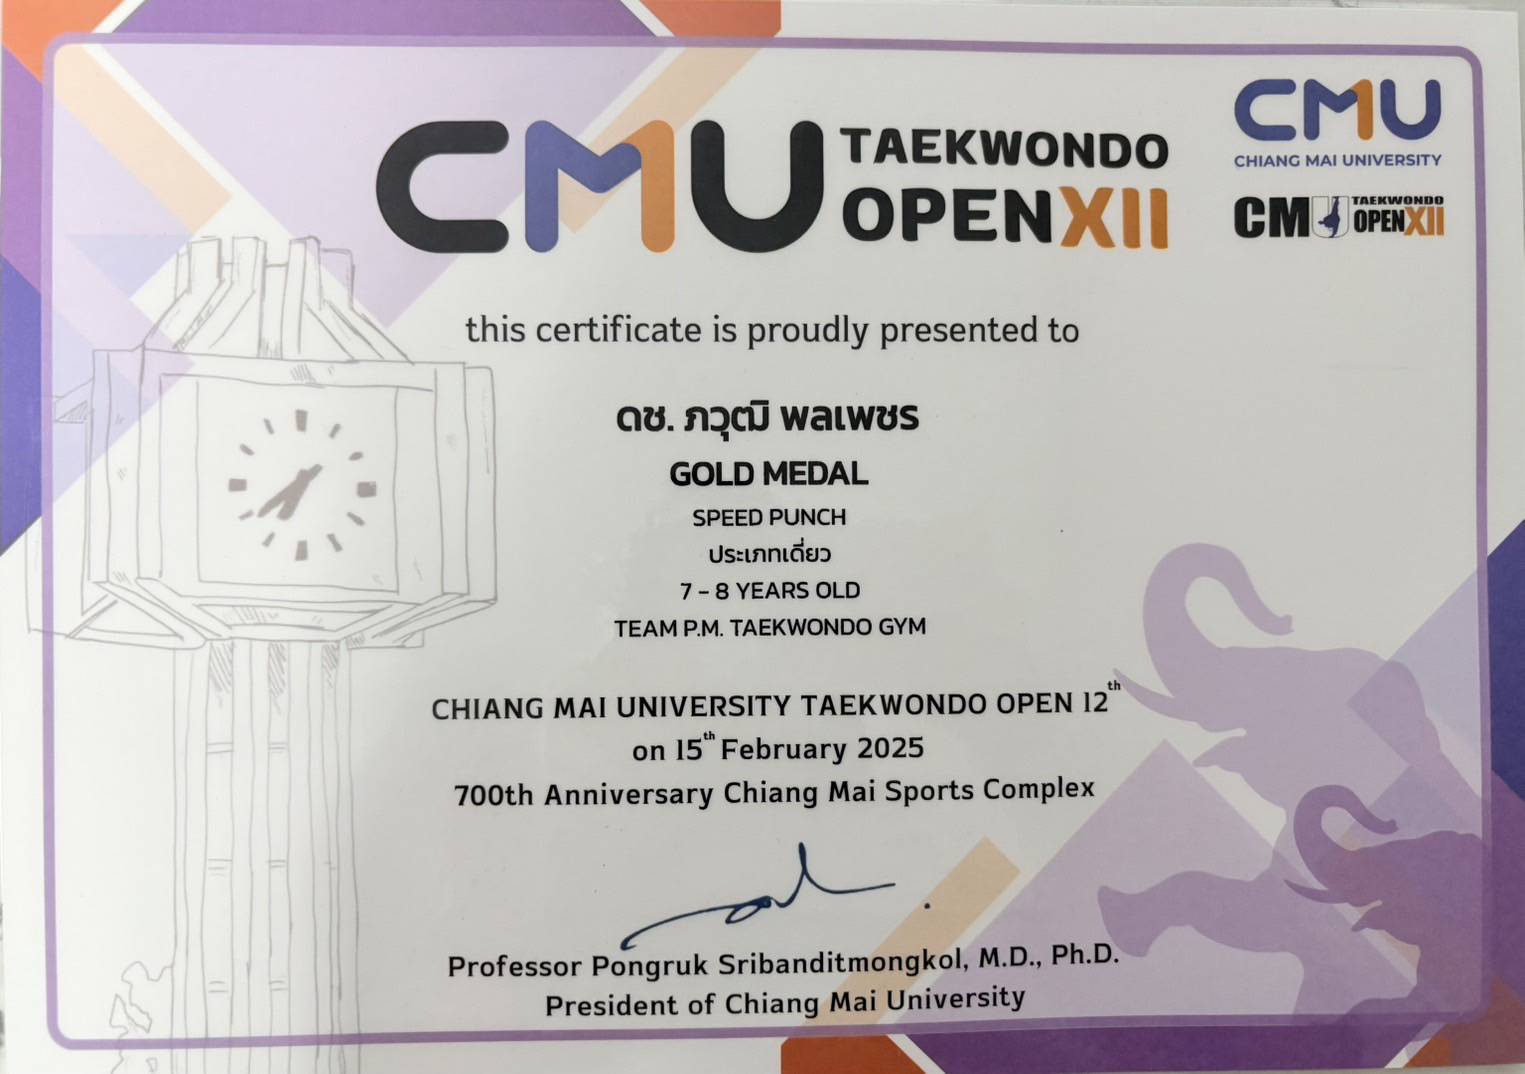 CMU TAEKWONDO
OPEN XII
CMU
CHIANG MAI UNIVERSITY
CMU TAEKWONDO
OPEN XII
this certificate is proudly presented to
ดช. ภวุฒิ พลเพชร
GOLD MEDAL
SPEED PUNCH
ประเภทเดี่ยว
7 - 8 YEARS OLD
TEAM P.M. TAEKWONDO GYM
CHIANG MAI UNIVERSITY TAEKWONDO OPEN 12th
on 15th February 2025
700th Anniversary Chiang Mai Sports Complex
Professor Pongruk Sribanditmongkol, M.D., Ph.D.
President of Chiang Mai University